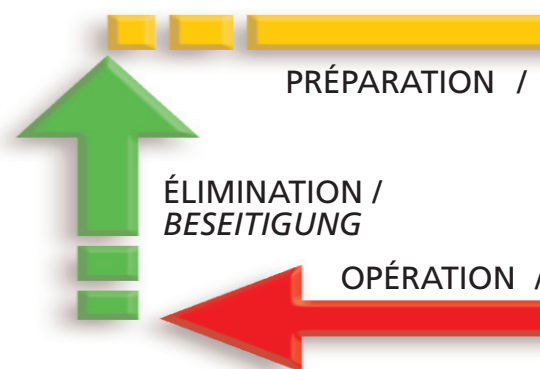 PRÉPARATION /
ÉLIMINATION /
BESEITIGUNG
OPÉRATION /